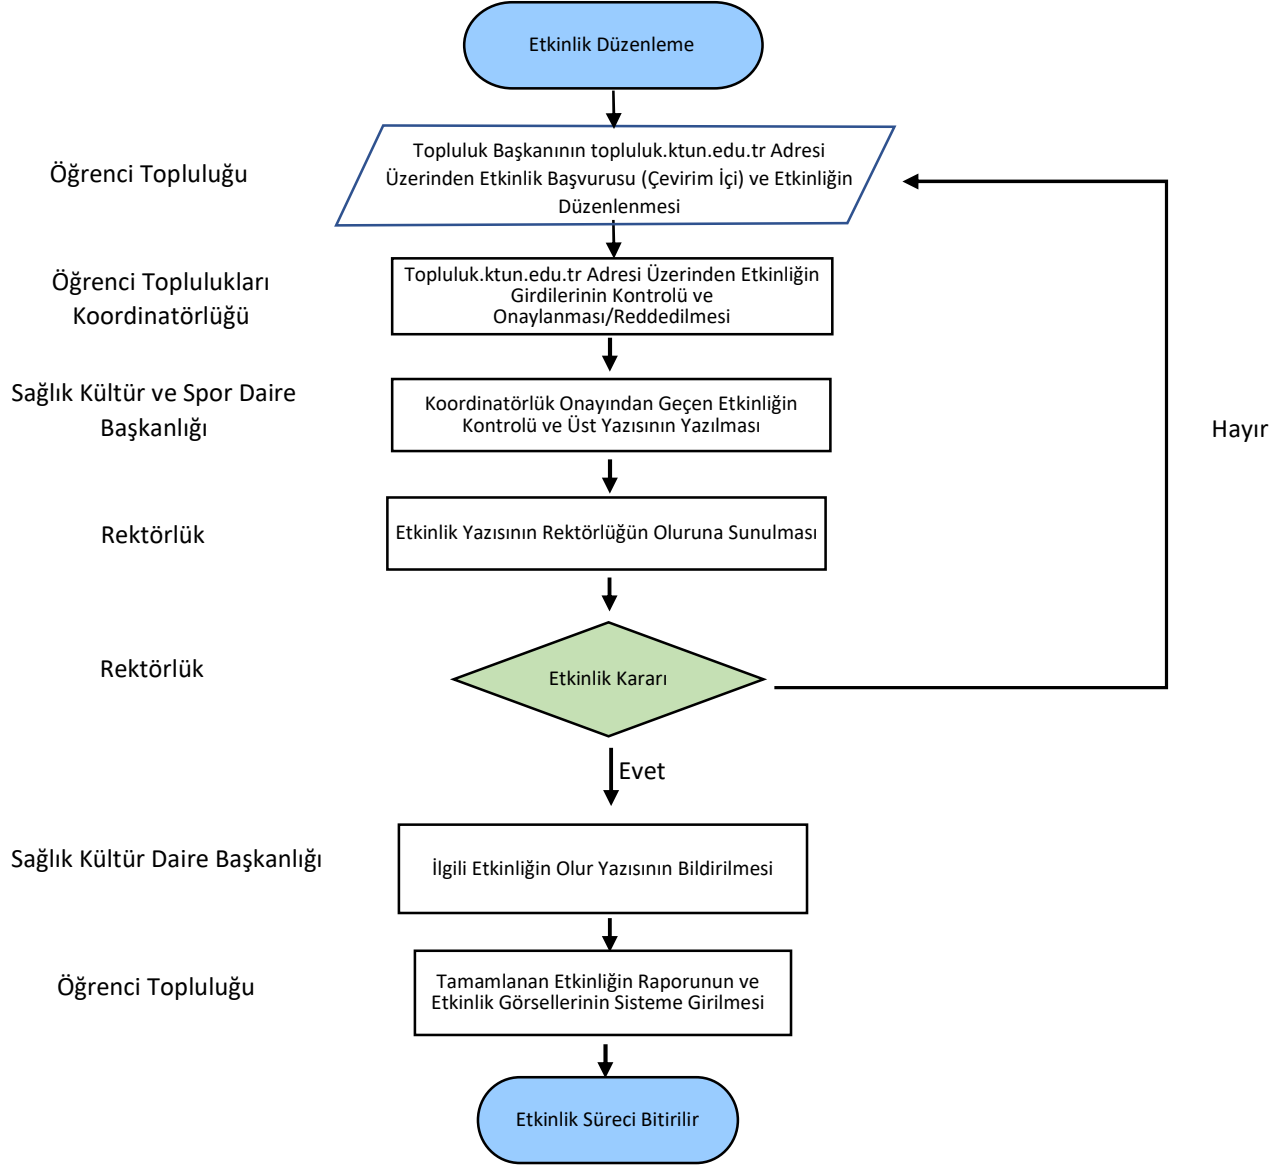 Etkinlik Düzenleme
Öğrenci Topluluğu
Topluluk Başkanının topluluk.ktun.edu.tr Adresi
Üzerinden Etkinlik Başvurusu (Çevirim İçi) ve Etkinliğin
Düzenlenmesi
Öğrenci Toplulukları
Koordinatörlüğü
Topluluk.ktun.edu.tr Adresi Üzerinden Etkinliğin
Girdilerinin Kontrolü ve
Onaylanması/Reddedilmesi
Sağlık Kültür ve Spor Daire
Başkanlığı
Koordinatörlük Onayından Geçen Etkinliğin
Kontrolü ve Üst Yazısının Yazılması
Hayır
Rektörlük
Etkinlik Yazısının Rektörlüğün Oluruna Sunulması
Rektörlük
Etkinlik Kararı
Evet
Sağlık Kültür Daire Başkanlığı
İlgili Etkinliğin Olur Yazısının Bildirilmesi
Öğrenci Topluluğu
Tamamlanan Etkinliğin Raporunun ve
Etkinlik Görsellerinin Sisteme Girilmesi
Etkinlik Süreci Bitirilir